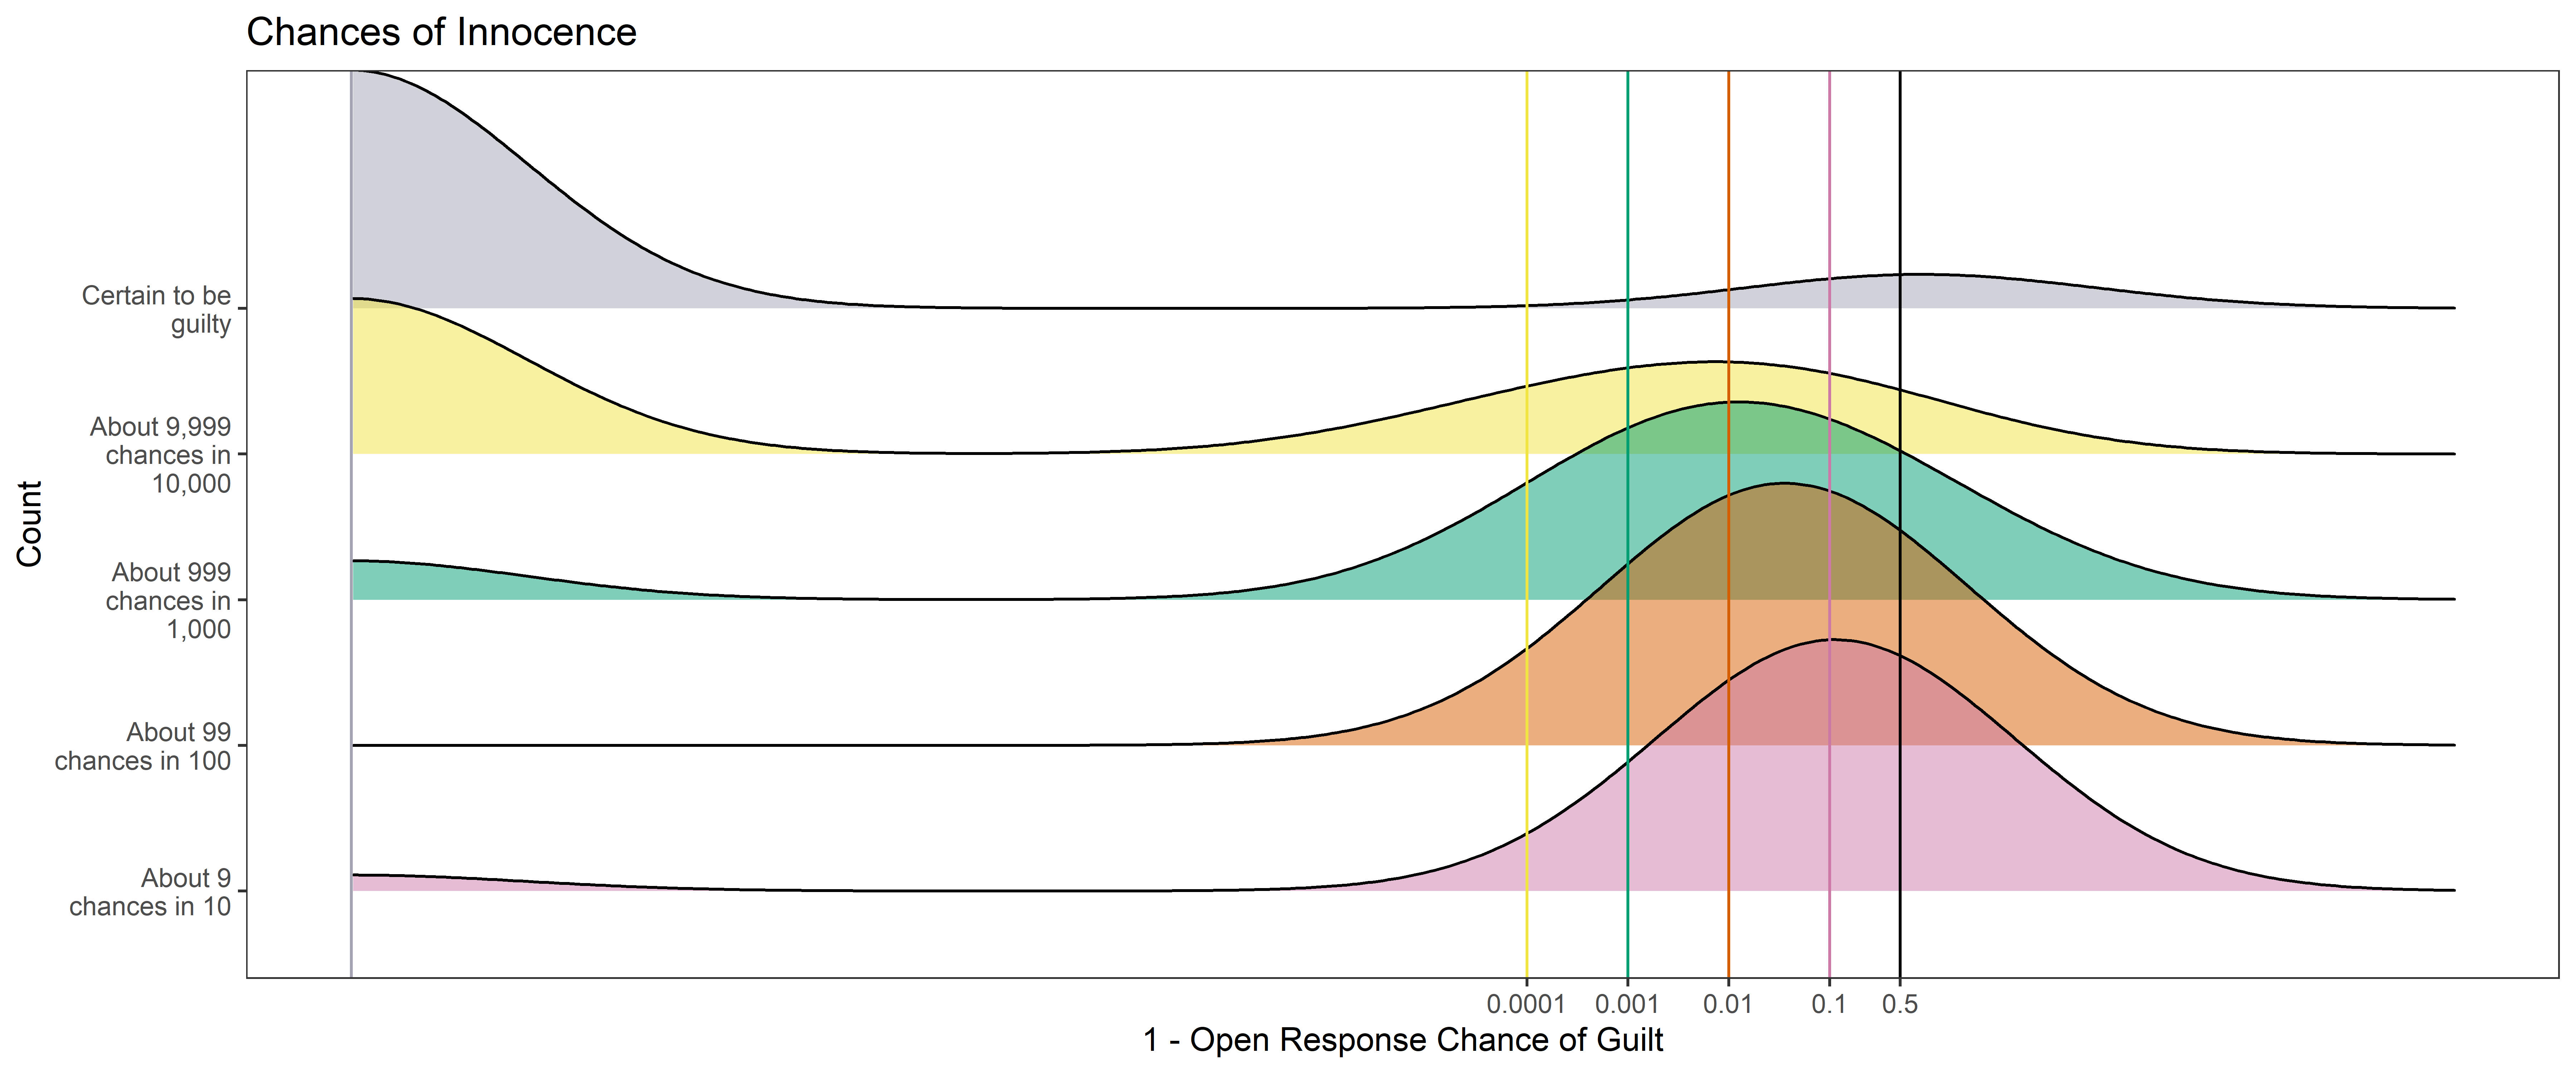 Chances of Innocence
Count
Certain to be
guilty
About 9,999
chances in
10,000
About 999
chances in
1,000
About 99
chances in 100
About 9
chances in 10
0.0001 0.001 0.01 0.1 0.5
1 - Open Response Chance of Guilt